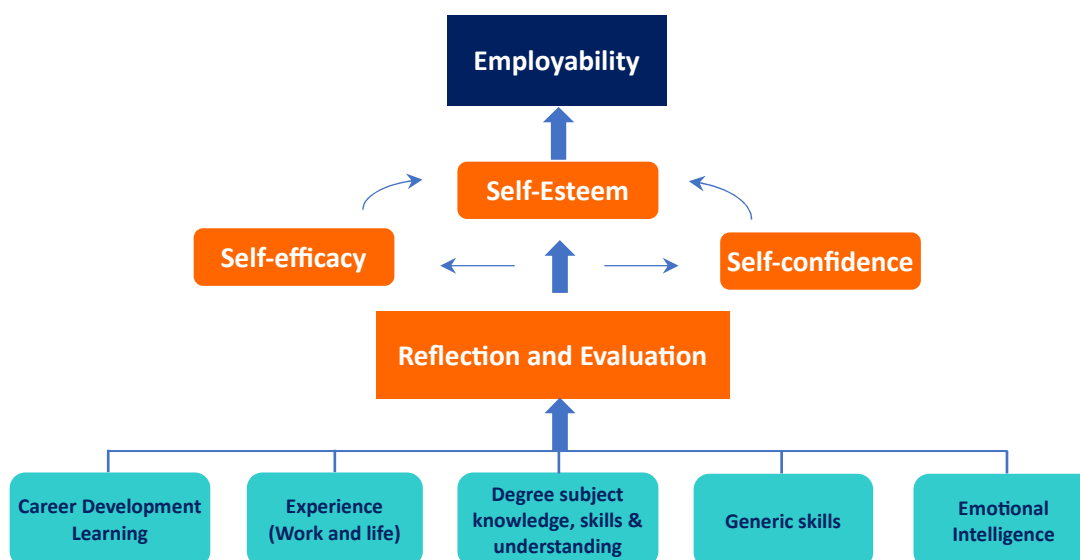 Employability
Self-Esteem
Self-efficacy
Self-confidence
Reflection and Evaluation
Career Development
Learning
Experience
(Work and life)
Degree subject
knowledge, skills &
understanding
Generic skills
Emotional
Intelligence